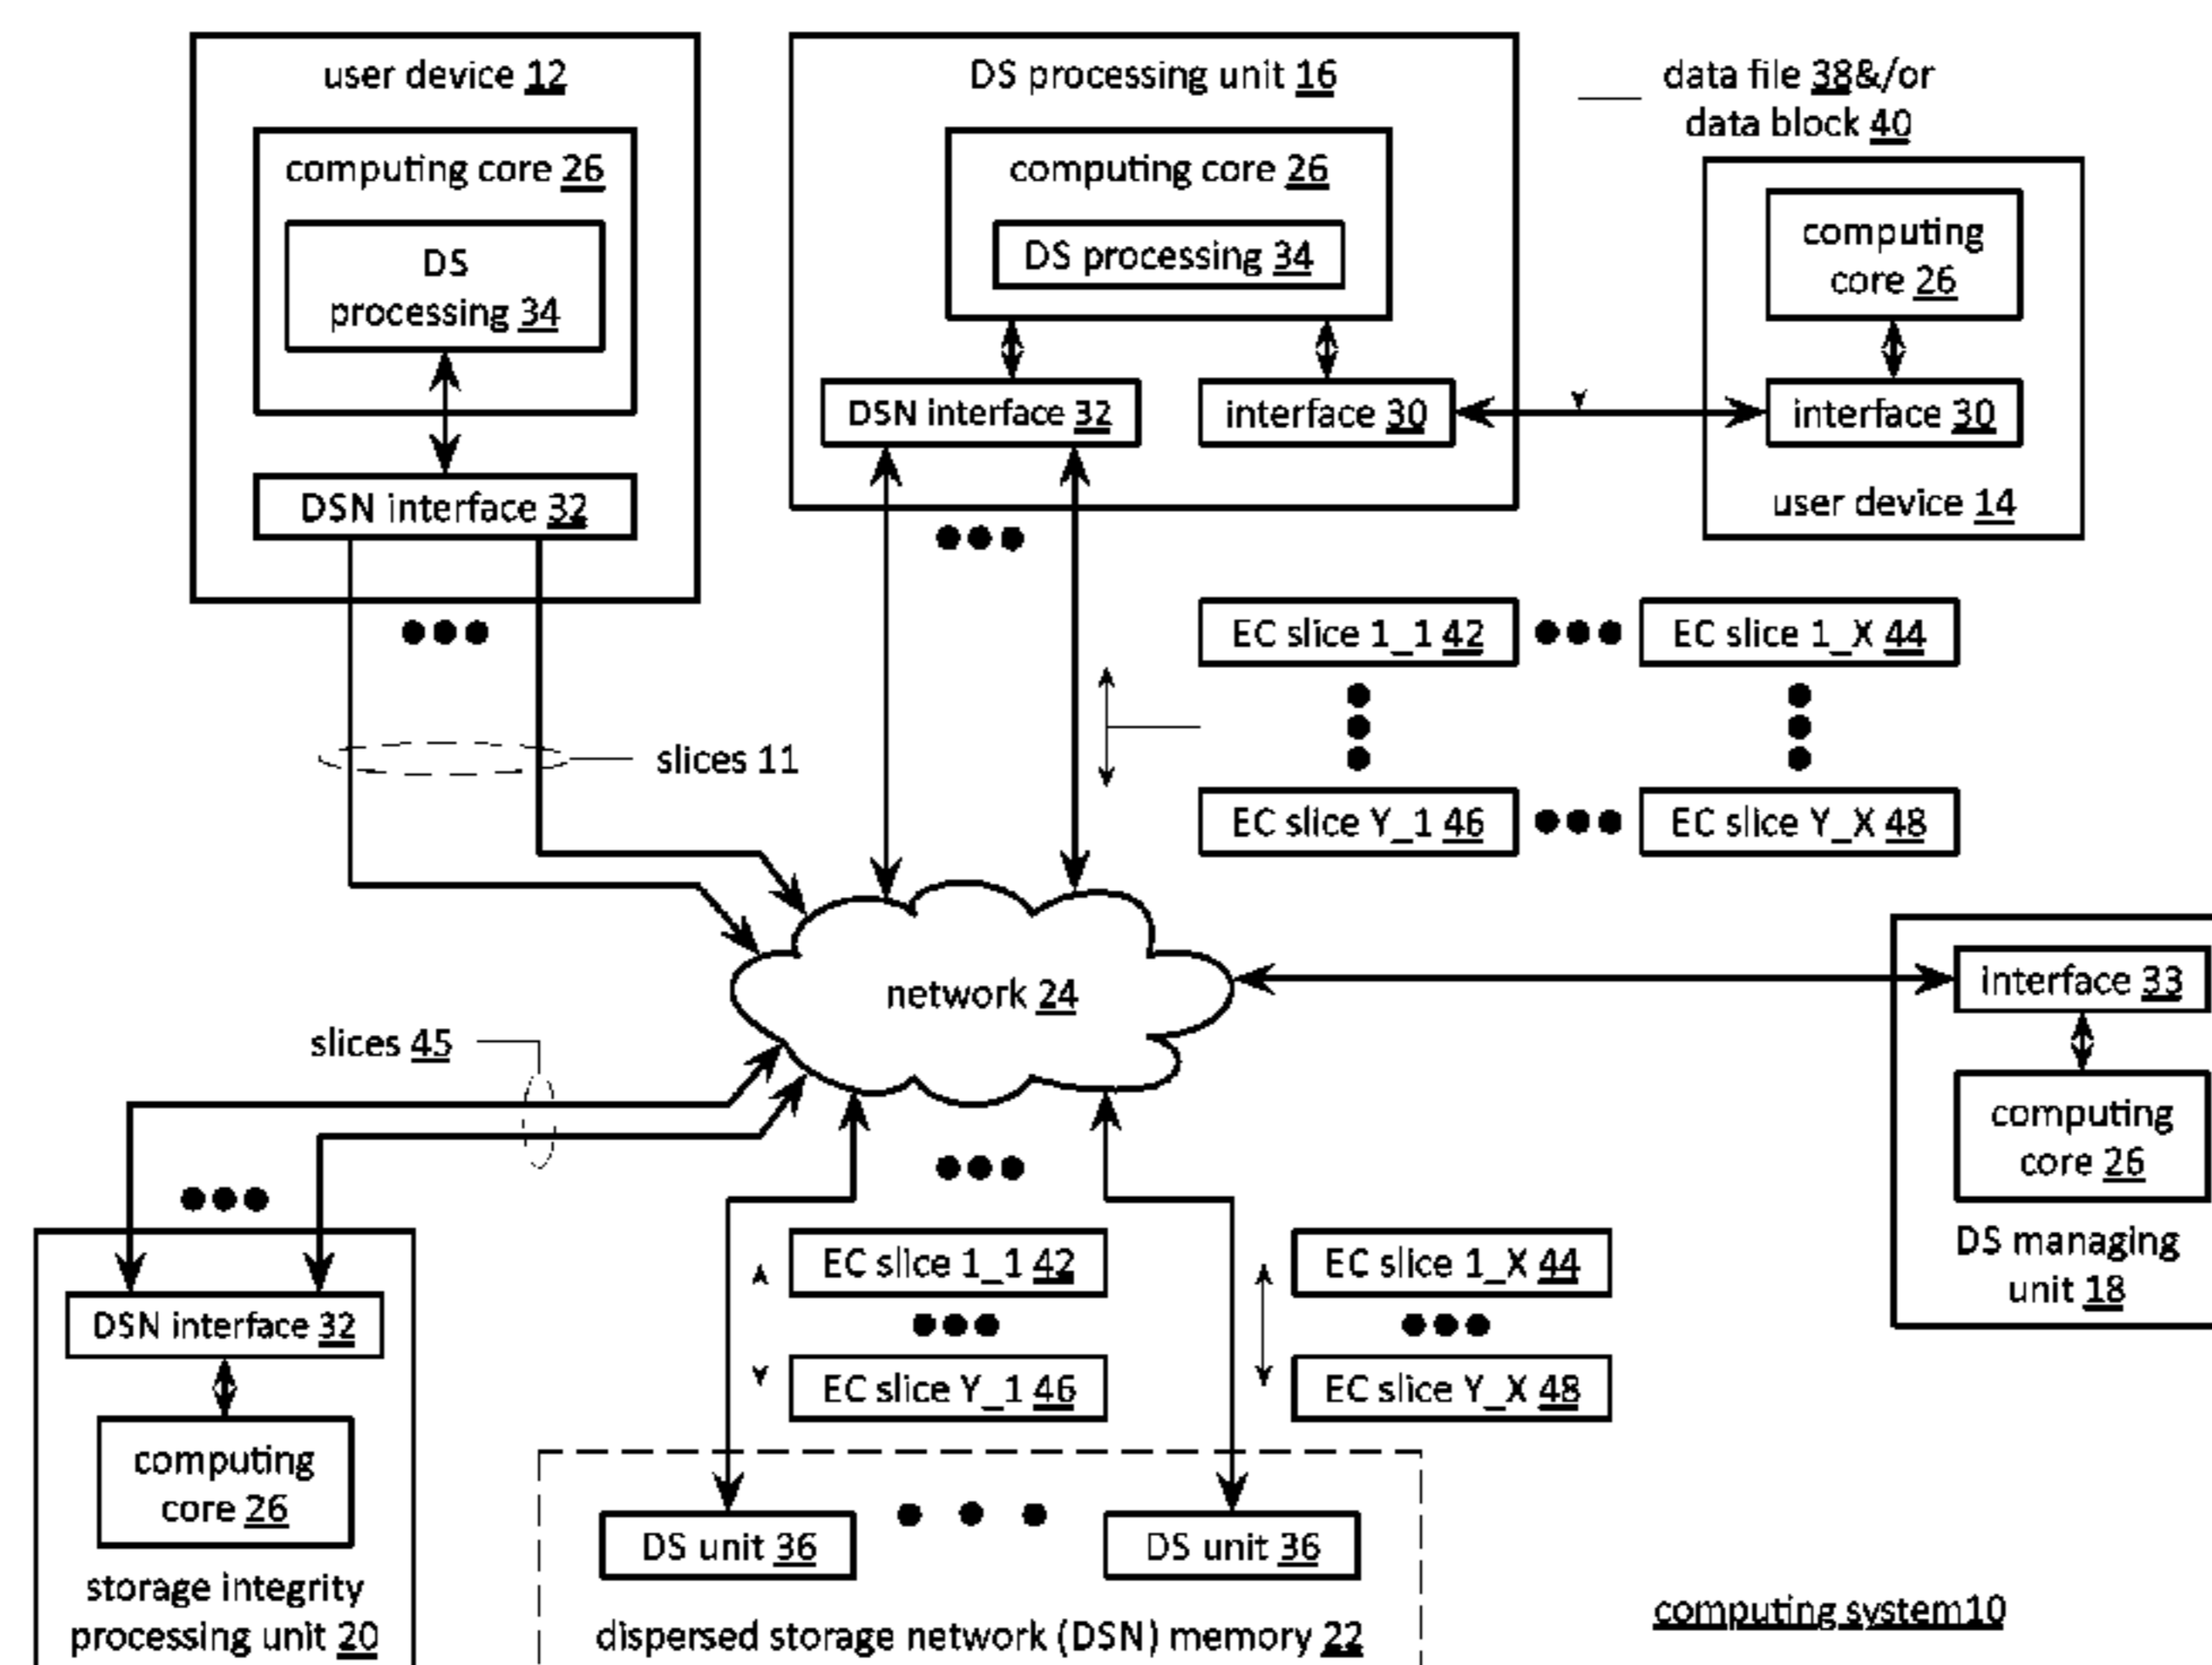 user device 12
computing core 26
DS
processing 34
DSN interface 32
slices 11
DS processing unit 16
computing core 26
DS processing 34
DSN interface 32
interface 30
data file 38&/or
data block 40
computing
core 26
interface 30
user device 14
EC slice 1_1 42
EC slice 1_X 44
EC slice Y_1 46
EC slice Y_X 48
network 24
interface 33
computing
core 26
DS managing
unit 18
slices 45
DSN interface 32
computing
core 26
storage integrity
processing unit 20
EC slice 1_1 42
EC slice Y_1 46
EC slice 1_X 44
EC slice Y_X 48
DS unit 36
DS unit 36
dispersed storage network (DSN) memory 22
computing system10